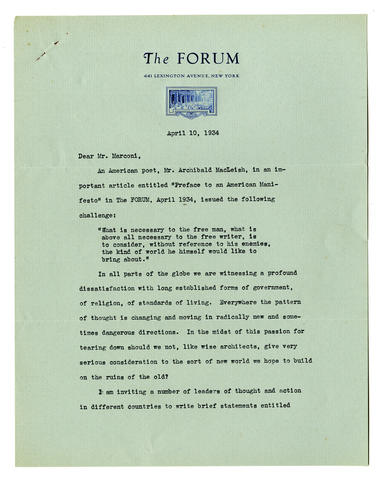 The FORUM
441 LEXINGTON AVENUE, NEW YORK
April 10, 1934
Dear Mr. Marconi,
An American poet, Mr. Archibald MacLeish, in an im-
portant article entitled "Preface to an American Mani-
festo" in The FORUM, April 1934, issued the following
challenge:
"What is necessary to the free man, what is
above all necessary to the free writer, is
to consider, without reference to his enemies,
the kind of world he himself would like to
bring about."
In all parts of the globe we are witnessing a profound
dissatisfaction with long established forms of government,
of religion, of standards of living. Everywhere the pattern
of thought is changing and moving in radically new and some-
times dangerous directions. In the midst of this passion for
tearing down should we not, like wise architects, give very
serious consideration to the sort of new world we hope to build
on the ruins of the old?
I am inviting a number of leaders of thought and action
in different countries to write brief statements entitled